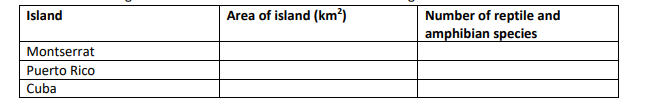 Island Area of island (km²) Number of reptile and
amphibian species
Montserrat
Puerto Rico
Cuba